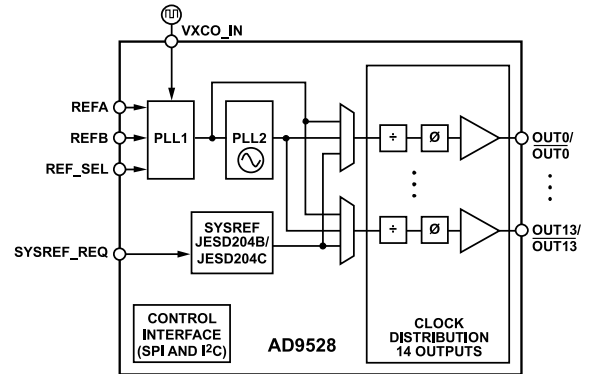 VXCO_IN
REFA
REFB
REF_SEL
PLL1
PLL2
÷
Ø
OUT0/
OUT0
SYSREF_REQ
SYSREF
JESD204B/
JESD204C
÷
Ø
OUT13/
OUT13
CONTROL
INTERFACE
(SPI AND I²C)
AD9528
CLOCK
DISTRIBUTION
14 OUTPUTS